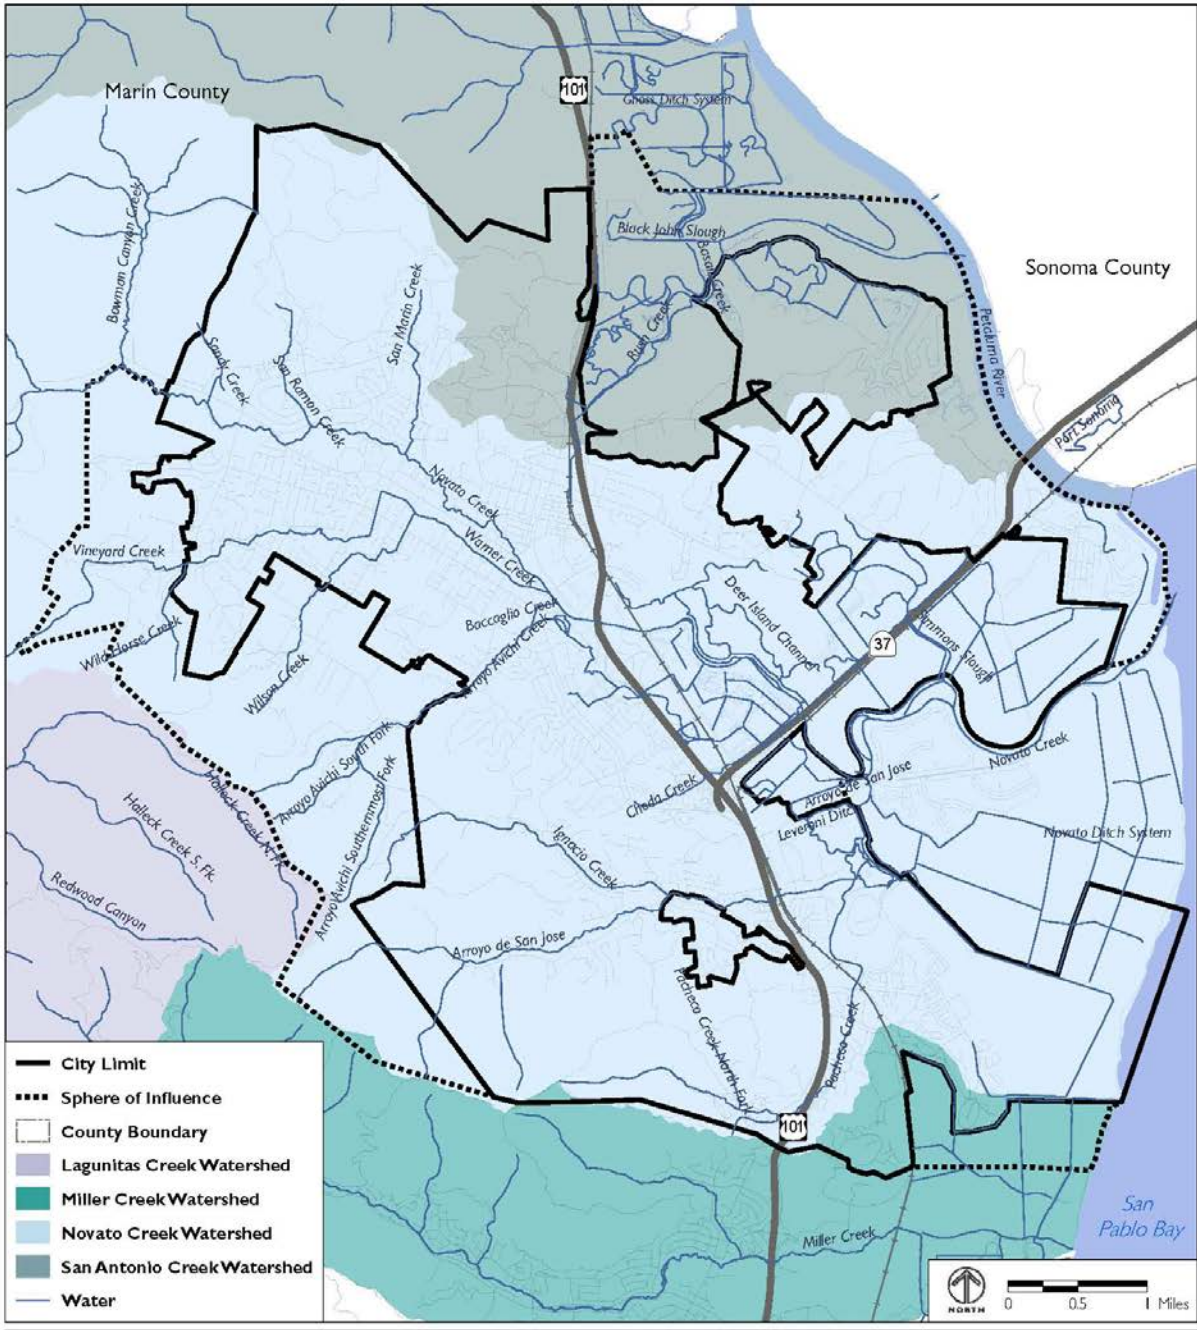 101
Marin County
Gloss Ditch System
Bowman Canyon Creek
Black John Slough
Basalt Creek
Sonoma County
San Marin Creek
Rush Creek
Petaluma River
Sandy Creek
San Ramon Creek
Port Sonoma
Novato Creek
Warner Creek
Vineyard Creek
Deer Island Channel
Baccaglio Creek
Arroyo Avichi Creek
Simmons Slough
37
Wild Horse Creek
Wilson Creek
Novato Creek
Arroyo Avichi South Fork
Arroyo Avichi Southernmost Fork
Halleck Creek N. Fk.
Halleck Creek S. Fk.
Cheda Creek
Arroyo de San Jose
Leveroni Ditch
Novato Ditch System
Ignacio Creek
Redwood Canyon
Arroyo de San Jose
Pacheco Creek North Fork
Pacheco Creek
101
Miller Creek
San
Pablo Bay
City Limit
Sphere of Influence
County Boundary
Lagunitas Creek Watershed
Miller Creek Watershed
Novato Creek Watershed
San Antonio Creek Watershed
Water
NORTH
0 0.5 1 Miles